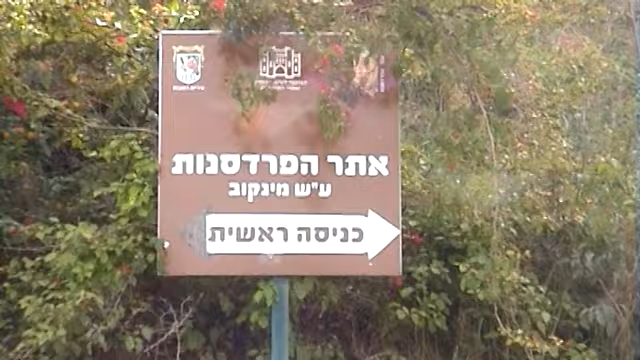 אתר הפרדסנות
ע"ש מינקוב
כניסה ראשית